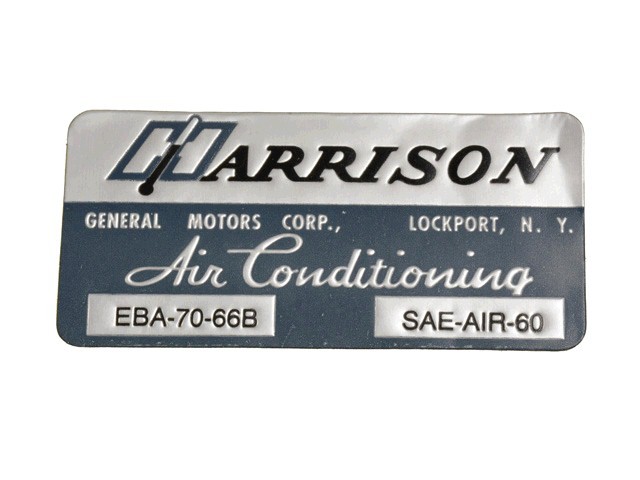 HARRISON
GENERAL MOTORS CORP., LOCKPORT, N. Y.
Air Conditioning
EBA-70-66B SAE-AIR-60